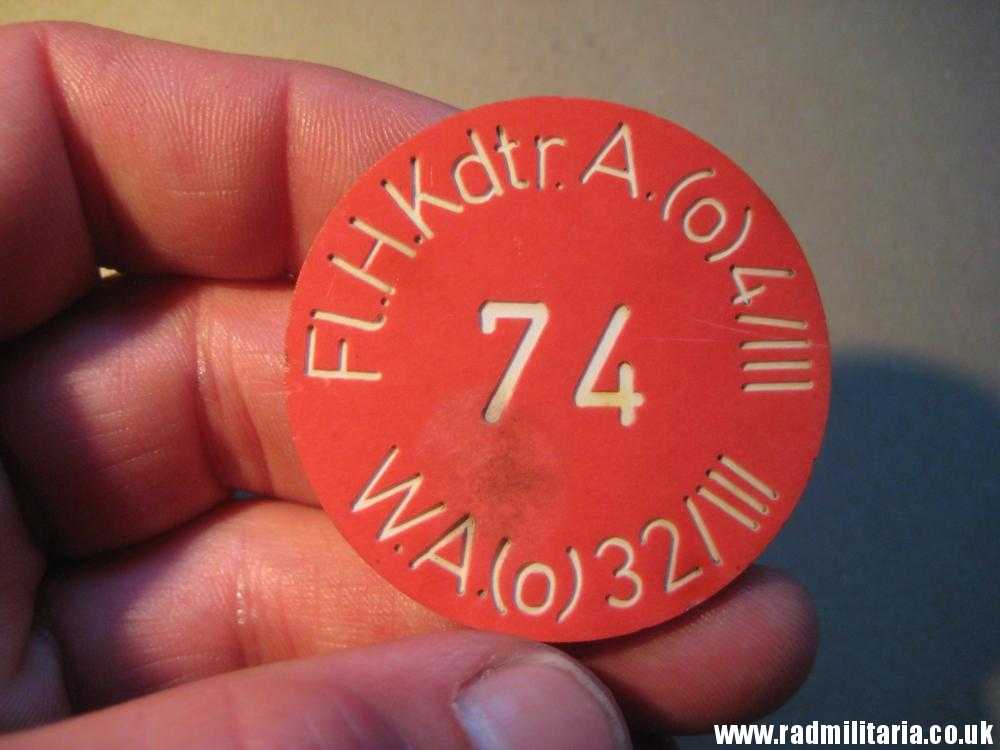 Fl.H.Kdtr. A.(o)4/III
74
W.A.(o)32/III
www.radmilitaria.co.uk